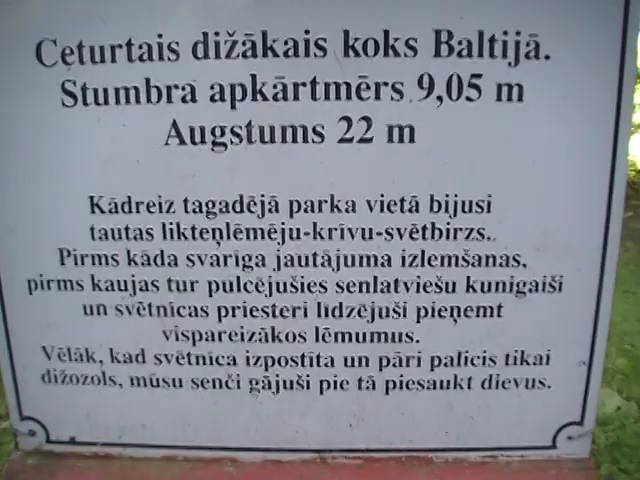 Ceturtais dižākais koks Baltijā.
Stumbra apkārtmērs 9,05 m
Augstums 22 m
Kādreiz tagadējā parka vietā bijusi
tautas likteņlēmēju-krīvu-svētbirzs.
Pirms kāda svarīga jautājuma izlemšanas,
pirms kaujas tur pulcējušies senlatviešu kunigaiši
un svētnīcas priesteri līdzējuši pieņemt
vispareizākos lēmumus.
Vēlāk, kad svētnīca izpostīta un pāri palicis tikai
dižozols, mūsu senči gājuši pie tā piesaukt dievus.